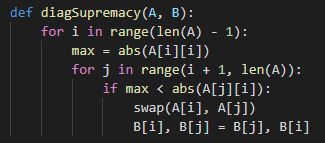 def diagSupremacy(A, B):
    for i in range(len(A) - 1):
        max = abs(A[i][i])
        for j in range(i + 1, len(A)):
            if max < abs(A[j][i]):
                swap(A[i], A[j])
                B[i], B[j] = B[j], B[i]